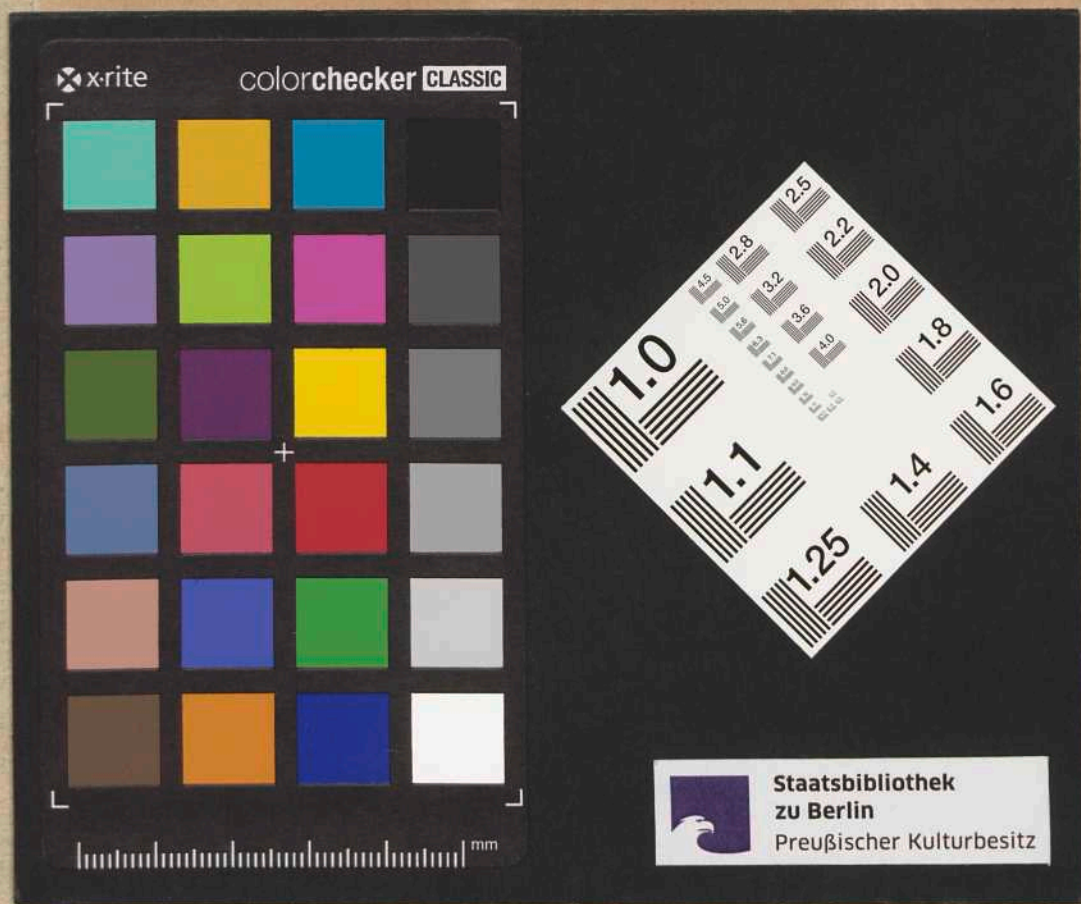 x·rite colorchecker CLASSIC
2.5
2.8 2.2
4.5 3.2 2.0
5.0 3.6 1.8
5.6 4.0
6.3
1.0 1.6
1.1 1.4
1.25
Staatsbibliothek
zu Berlin
Preußischer Kulturbesitz
mm